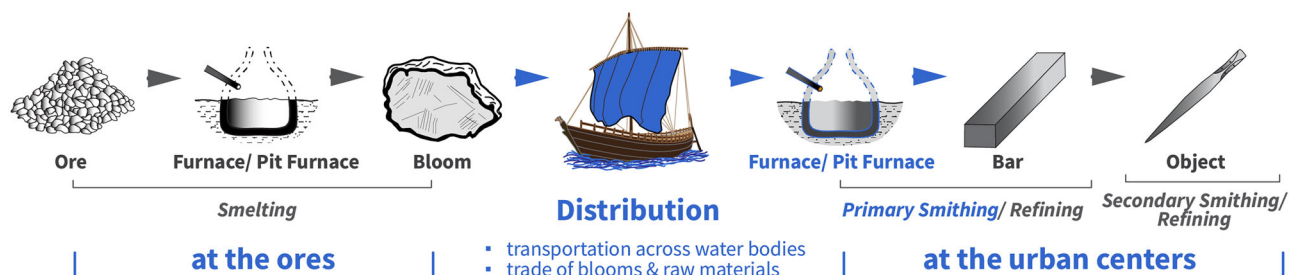 Ore
Furnace/ Pit Furnace
Bloom
Furnace/ Pit Furnace
Bar
Object
Smelting
Distribution
Primary Smithing/ Refining
Secondary Smithing/
Refining
at the ores
▪ transportation across water bodies
▪ trade of blooms & raw materials
at the urban centers